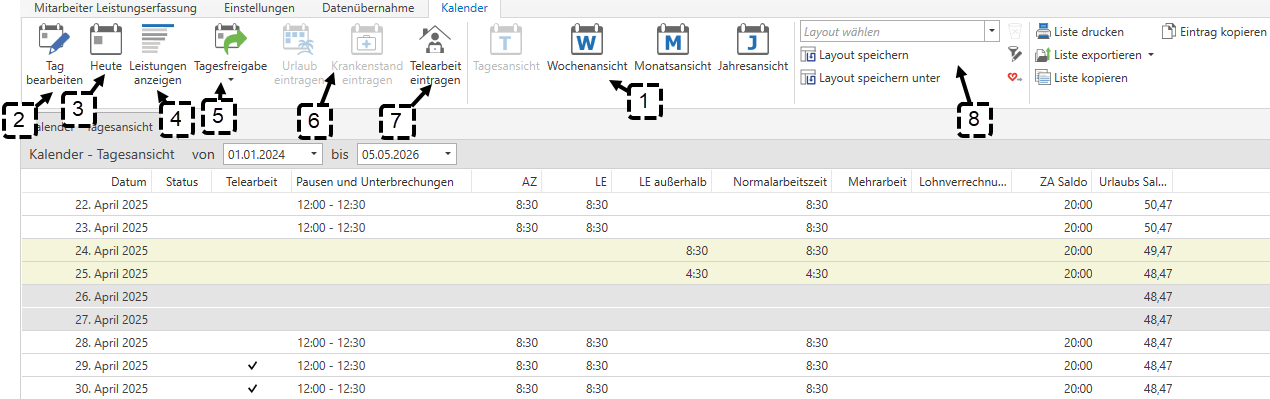 Mitarbeiter Leistungserfassung Einstellungen Datenübernahme Kalender
Tag bearbeiten
Heute
Leistungen anzeigen
Tagesfreigabe
Urlaub eintragen
Krankenstand eintragen
Telearbeit eintragen
T Tagesansicht
W Wochenansicht
M Monatsansicht
J Jahresansicht
Layout wählen
Layout speichern
Layout speichern unter
Liste drucken
Liste exportieren
Liste kopieren
Eintrag kopieren
2 3 4 5 6 7 1 8
Kalender - Tagesansicht
Kalender - Tagesansicht von 01.01.2024 bis 05.05.2026
Datum Status Telearbeit Pausen und Unterbrechungen AZ LE LE außerhalb Normalarbeitszeit Mehrarbeit Lohnverrechnu... ZA Saldo Urlaubs Sal...
22. April 2025 12:00 - 12:30 8:30 8:30 8:30 20:00 50,47
23. April 2025 12:00 - 12:30 8:30 8:30 8:30 20:00 50,47
24. April 2025 8:30 8:30 20:00 49,47
25. April 2025 4:30 4:30 20:00 48,47
26. April 2025 48,47
27. April 2025 48,47
28. April 2025 12:00 - 12:30 8:30 8:30 8:30 20:00 48,47
29. April 2025 ✓ 12:00 - 12:30 8:30 8:30 8:30 20:00 48,47
30. April 2025 ✓ 12:00 - 12:30 8:30 8:30 8:30 20:00 48,47